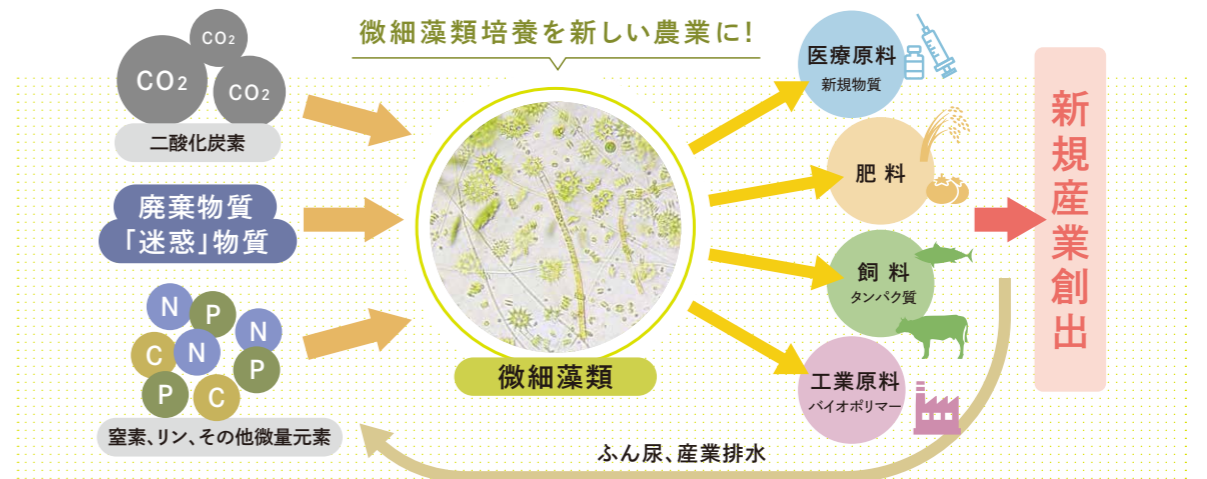 微細藻類培養を新しい農業に!
CO2
CO2
CO2
二酸化炭素
廃棄物質
「迷惑」物質
N
P
N
C
N
P
P
C
窒素、リン、その他微量元素
微細藻類
医療原料
新規物質
肥料
飼料
タンパク質
工業原料
バイオポリマー
新規産業創出
ふん尿、産業排水